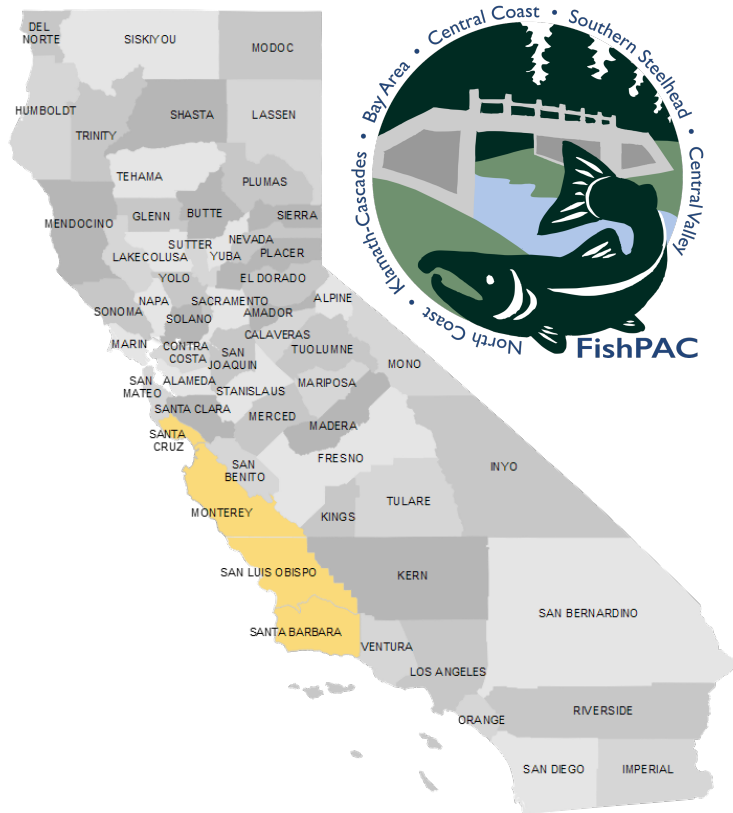 North Coast • Klamath-Cascades • Bay Area • Central Coast • Southern Steelhead • Central Valley
FishPAC
DEL
NORTE
SISKIYOU
MODOC
HUMBOLDT
TRINITY
SHASTA
LASSEN
TEHAMA
PLUMAS
MENDOCINO
GLENN
BUTTE
SIERRA
NEVADA
SUTTER
YUBA
PLACER
LAKE
COLUSA
YOLO
EL DORADO
SONOMA
NAPA
SACRAMENTO
ALPINE
SOLANO
AMADOR
CALAVERAS
MARIN
CONTRA
COSTA
SAN
JOAQUIN
TUOLUMNE
MONO
SAN
MATEO
ALAMEDA
STANISLAUS
MARIPOSA
SANTA CLARA
MERCED
MADERA
SANTA
CRUZ
SAN
BENITO
FRESNO
INYO
MONTEREY
KINGS
TULARE
SAN LUIS OBISPO
KERN
SAN BERNARDINO
SANTA BARBARA
VENTURA
LOS ANGELES
ORANGE
RIVERSIDE
SAN DIEGO
IMPERIAL